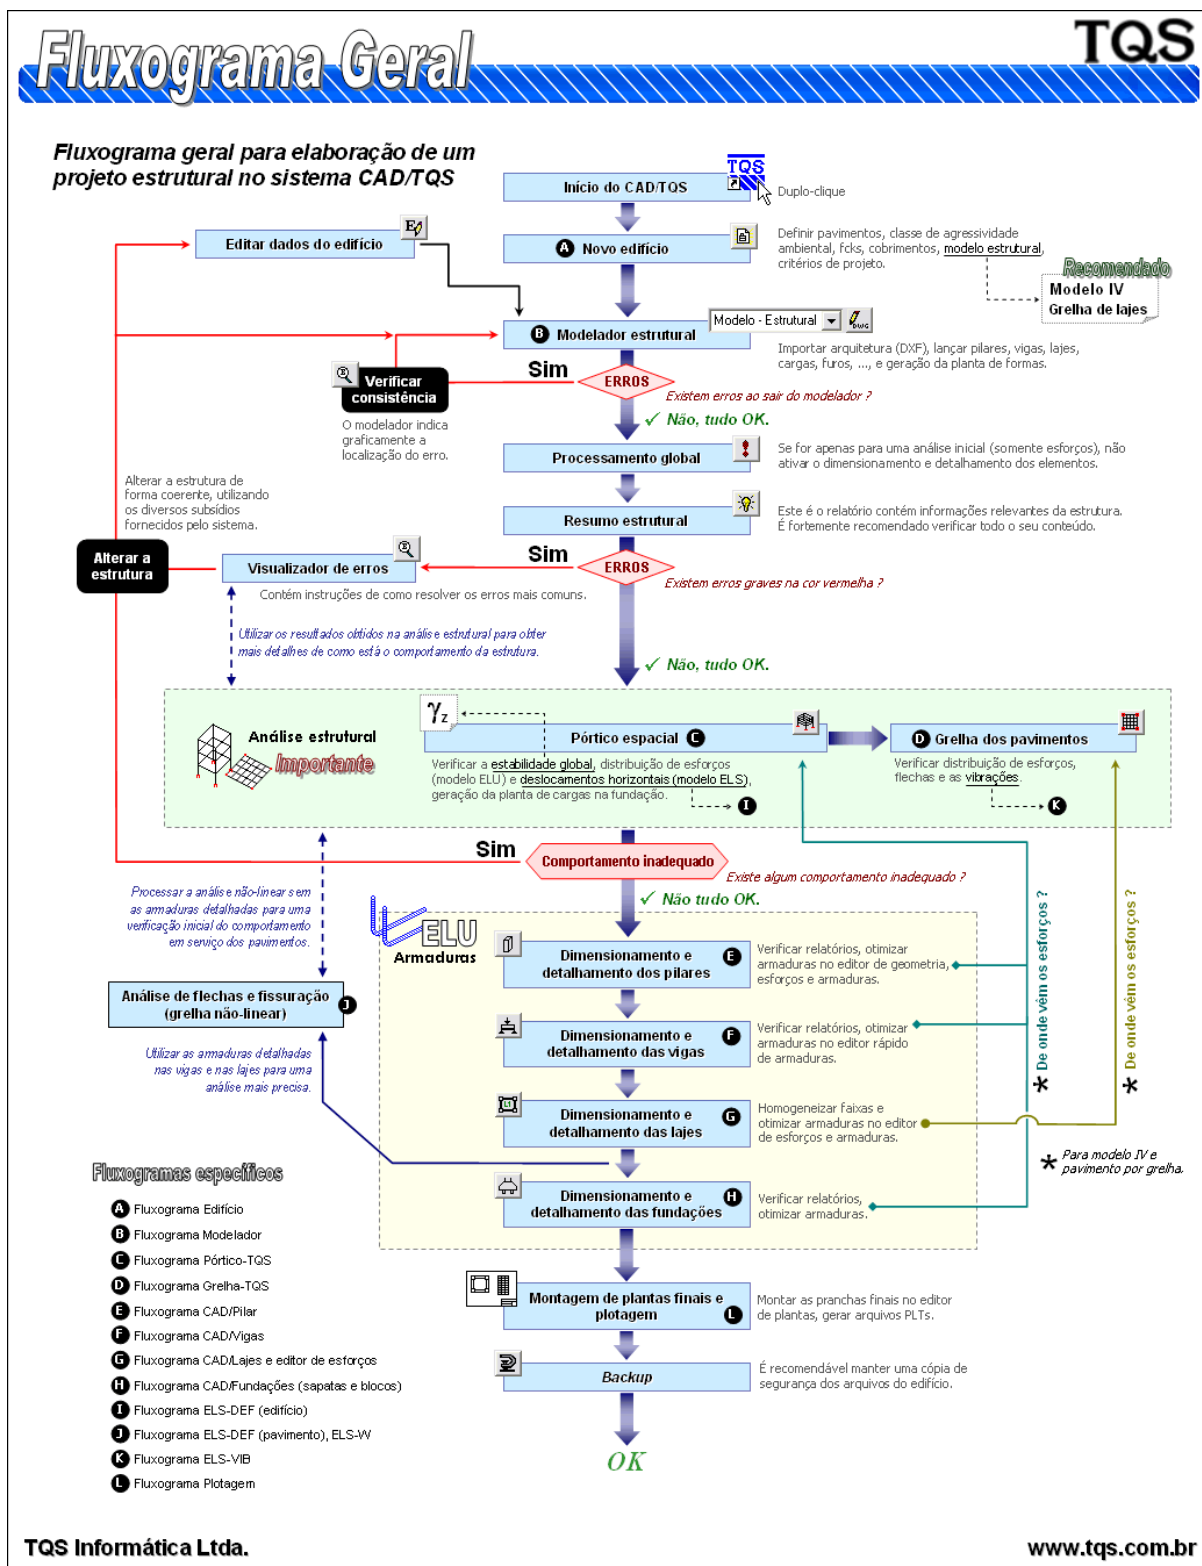 Fluxograma Geral
TQS
Fluxograma geral para elaboração de um
projeto estrutural no sistema CAD/TQS
Início do CAD/TQS
TQS
Duplo-clique
Editar dados do edifício
A Novo edifício
Definir pavimentos, classe de agressividade
ambiental, fcks, cobrimentos, modelo estrutural,
critérios de projeto.
Recomendado
Modelo IV
Grelha de lajes
B Modelador estrutural
Modelo - Estrutural
DWG
Importar arquitetura (DXF), lançar pilares, vigas, lajes,
cargas, furos, ..., e geração da planta de formas.
Sim
ERROS
Existem erros ao sair do modelador ?
Verificar
consistência
O modelador indica
graficamente a
localização do erro.
✓ Não, tudo OK.
Processamento global
Se for apenas para uma análise inicial (somente esforços), não
ativar o dimensionamento e detalhamento dos elementos.
Alterar a estrutura de
forma coerente, utilizando
os diversos subsídios
fornecidos pelo sistema.
Resumo estrutural
Este é o relatório contém informações relevantes da estrutura.
É fortemente recomendado verificar todo o seu conteúdo.
Alterar a
estrutura
Visualizador de erros
Sim
ERROS
Existem erros graves na cor vermelha ?
Contém instruções de como resolver os erros mais comuns.
Utilizar os resultados obtidos na análise estrutural para obter
mais detalhes de como está o comportamento da estrutura.
✓ Não, tudo OK.
γz
Análise estrutural
Importante
Pórtico espacial C
D Grelha dos pavimentos
Verificar a estabilidade global, distribuição de esforços
(modelo ELU) e deslocamentos horizontais (modelo ELS),
geração da planta de cargas na fundação.
I
Verificar distribuição de esforços,
flechas e as vibrações.
K
Sim
Comportamento inadequado
Existe algum comportamento inadequado ?
✓ Não tudo OK.
Processar a análise não-linear sem
as armaduras detalhadas para uma
verificação inicial do comportamento
em serviço dos pavimentos.
ELU
Armaduras
Dimensionamento e
detalhamento dos pilares E
Verificar relatórios, otimizar
armaduras no editor de geometria,
esforços e armaduras.
Análise de flechas e fissuração
(grelha não-linear) J
Dimensionamento e
detalhamento das vigas F
Verificar relatórios, otimizar
armaduras no editor rápido
de armaduras.
Utilizar as armaduras detalhadas
nas vigas e nas lajes para uma
análise mais precisa.
L1
Dimensionamento e
detalhamento das lajes G
Homogeneizar faixas e
otimizar armaduras no editor
de esforços e armaduras.
* De onde vêm os esforços ?
* De onde vêm os esforços ?
* Para modelo IV e
pavimento por grelha.
Dimensionamento e
detalhamento das fundações H
Verificar relatórios,
otimizar armaduras.
Fluxogramas específicos
A Fluxograma Edifício
B Fluxograma Modelador
C Fluxograma Pórtico-TQS
D Fluxograma Grelha-TQS
E Fluxograma CAD/Pilar
F Fluxograma CAD/Vigas
G Fluxograma CAD/Lajes e editor de esforços
H Fluxograma CAD/Fundações (sapatas e blocos)
I Fluxograma ELS-DEF (edifício)
J Fluxograma ELS-DEF (pavimento), ELS-W
K Fluxograma ELS-VIB
L Fluxograma Plotagem
Montagem de plantas finais e
plotagem L
Montar as pranchas finais no editor
de plantas, gerar arquivos PLTs.
Backup
É recomendável manter uma cópia de
segurança dos arquivos do edifício.
OK
TQS Informática Ltda.
www.tqs.com.br